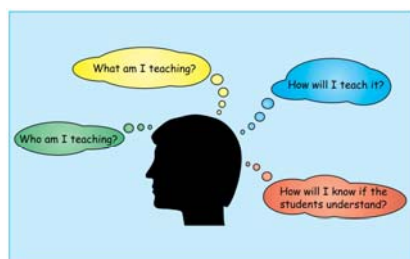 What am I teaching?
How will I teach it?
Who am I teaching?
How will I know if the
students understand?